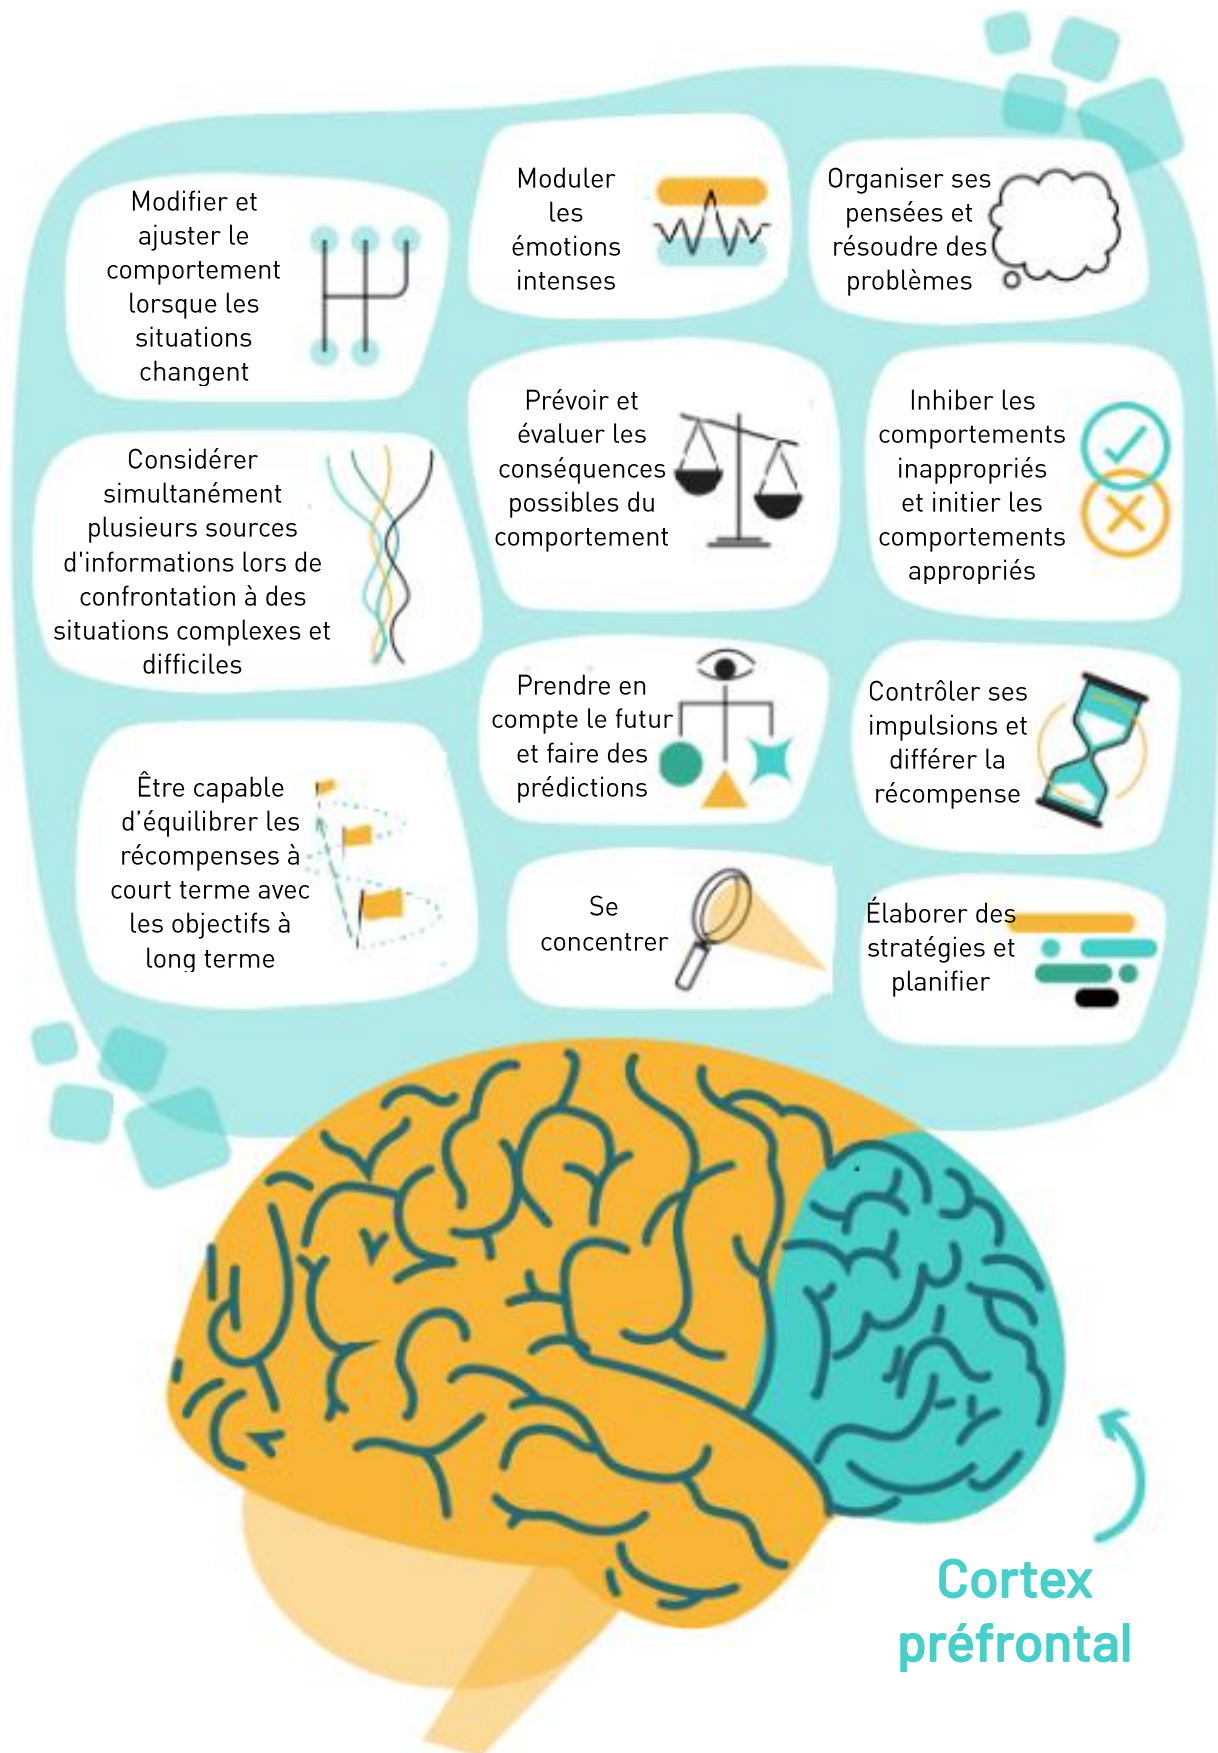 Modifier et
ajuster le
comportement
lorsque les
situations
changent
Moduler
les
émotions
intenses
Organiser ses
pensées et
résoudre des
problèmes
Considérer
simultanément
plusieurs sources
d'informations lors de
confrontation à des
situations complexes et
difficiles
Prévoir et
évaluer les
conséquences
possibles du
comportement
Inhiber les
comportements
inappropriés
et initier les
comportements
appropriés
Être capable
d’équilibrer les
récompenses à
court terme avec
les objectifs à
long terme
Prendre en
compte le futur
et faire des
prédictions
Contrôler ses
impulsions et
différer la
récompense
Se
concentrer
Élaborer des
stratégies et
planifier
Cortex
préfrontal